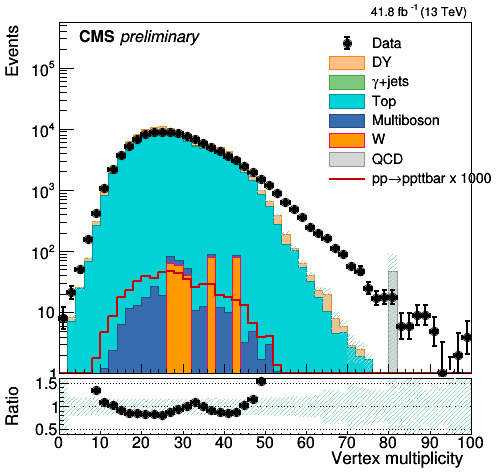 41.8 fb⁻¹ (13 TeV)
CMS preliminary
Events
Data
DY
γ+jets
Top
Multiboson
W
QCD
pp→ppttbar x 1000
10⁵
10⁴
10³
10²
10
1
Ratio
1.5
1
0.5
0 10 20 30 40 50 60 70 80 90 100
Vertex multiplicity